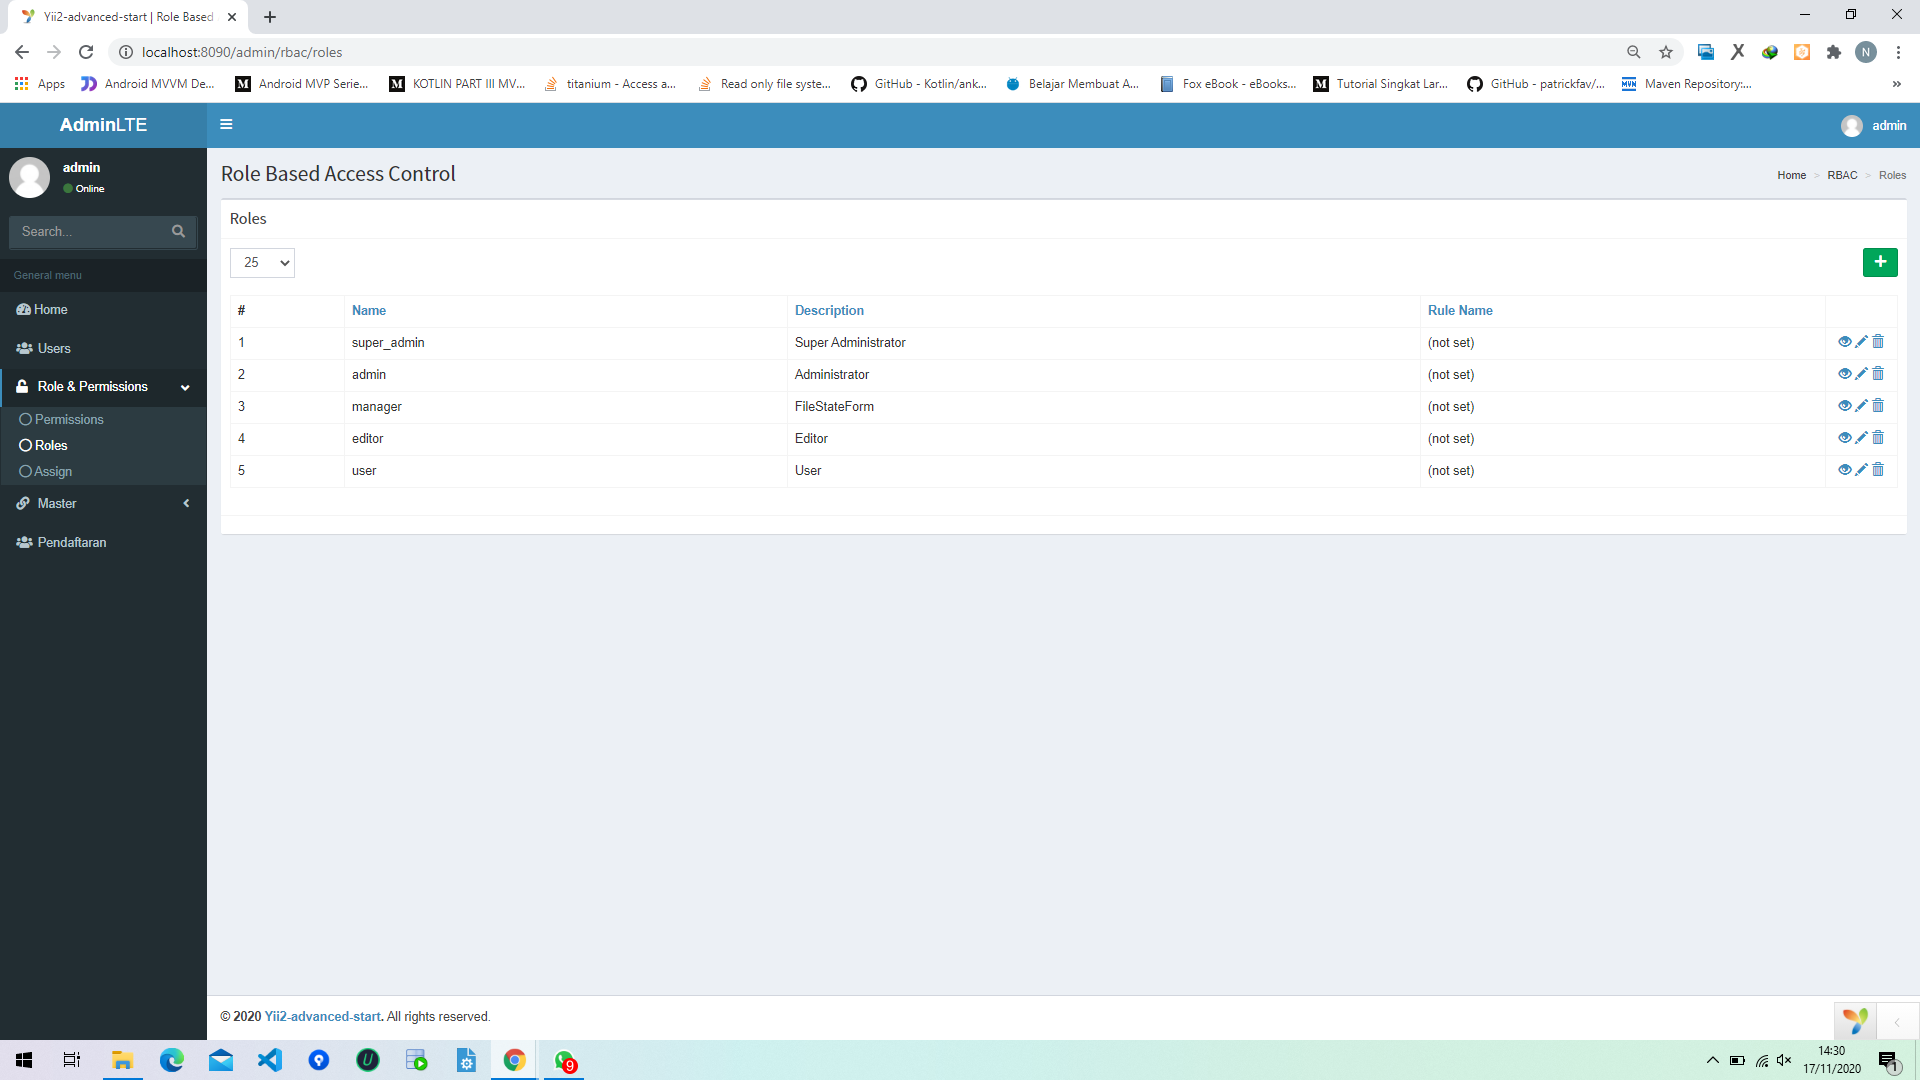 Yii2-advanced-start | Role Based
localhost:8090/admin/rbac/roles
N
Apps
Android MVVM De...
Android MVP Serie...
KOTLIN PART III MV...
titanium - Access a...
Read only file syste...
GitHub - Kotlin/ank...
Belajar Membuat A...
Fox eBook - eBooks...
Tutorial Singkat Lar...
GitHub - patrickfav/...
Maven Repository:...
AdminLTE
admin
admin
Online
Search...
General menu
Home
Users
Role & Permissions
Permissions
Roles
Assign
Master
Pendaftaran
Role Based Access Control
Home > RBAC > Roles
Roles
25
# Name Description Rule Name
1 super_admin Super Administrator (not set)
2 admin Administrator (not set)
3 manager FileStateForm (not set)
4 editor Editor (not set)
5 user User (not set)
© 2020 Yii2-advanced-start. All rights reserved.
9
14:30
17/11/2020
1